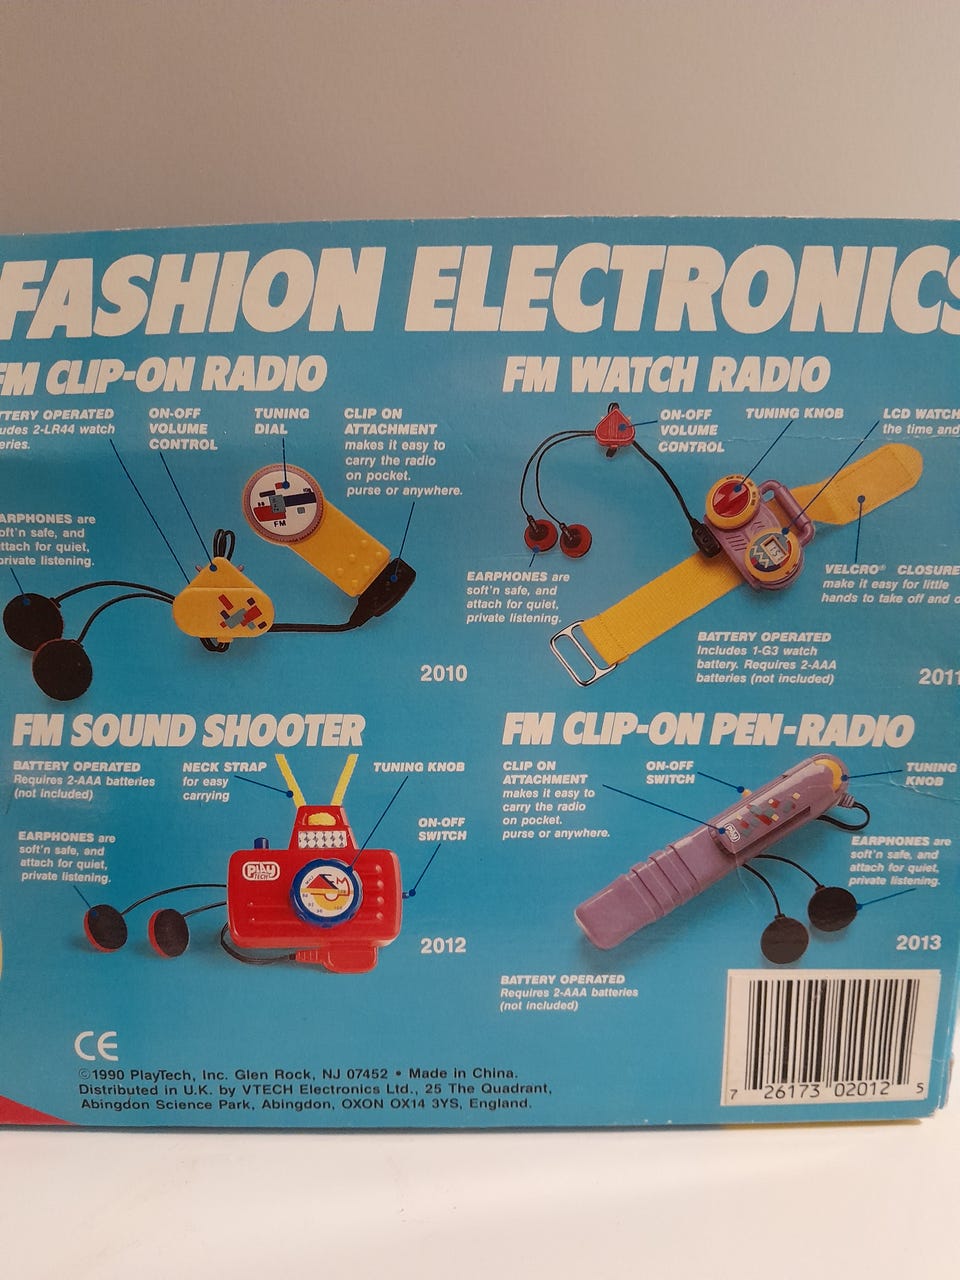 FASHION ELECTRONICS
FM CLIP-ON RADIO
ON-OFF
VOLUME
CONTROL
TUNING
DIAL
CLIP ON
ATTACHMENT
makes it easy to
carry the radio
on pocket.
purse or anywhere.
OPERATED
2-LR44 watch
EARPHONES are
soft'n safe, and
attach for quiet,
private listening.
FM
2010
FM WATCH RADIO
ON-OFF
VOLUME
CONTROL
TUNING KNOB
LCD WATCH
the time and
EARPHONES are
soft'n safe, and
attach for quiet,
private listening.
VELCRO® CLOSURE
make it easy for little
hands to take off and
BATTERY OPERATED
Includes 1-G3 watch
battery. Requires 2-AAA
batteries (not included)
2011
FM SOUND SHOOTER
BATTERY OPERATED
Requires 2-AAA batteries
(not included)
NECK STRAP
for easy
carrying
TUNING KNOB
ON-OFF
SWITCH
EARPHONES are
soft'n safe, and
attach for quiet,
private listening.
PLAY
TECH
FM
2012
FM CLIP-ON PEN-RADIO
CLIP ON
ATTACHMENT
makes it easy to
carry the radio
on pocket.
purse or anywhere.
ON-OFF
SWITCH
TUNING
KNOB
EARPHONES are
soft'n safe, and
attach for quiet,
private listening.
Play
2013
BATTERY OPERATED
Requires 2-AAA batteries
(not included)
CE
©1990 PlayTech, Inc. Glen Rock, NJ 07452 • Made in China.
Distributed in U.K. by VTECH Electronics Ltd., 25 The Quadrant,
Abingdon Science Park, Abingdon, OXON OX14 3YS, England.
7 26173 02012 5